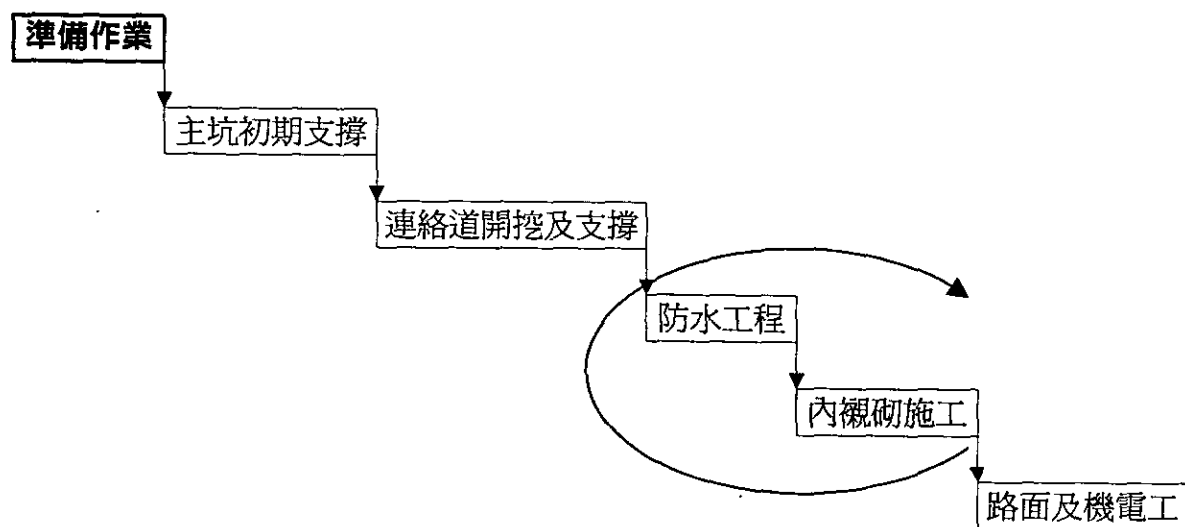 準備作業
主坑初期支撐
連絡道開挖及支撐
防水工程
內襯砌施工
路面及機電工